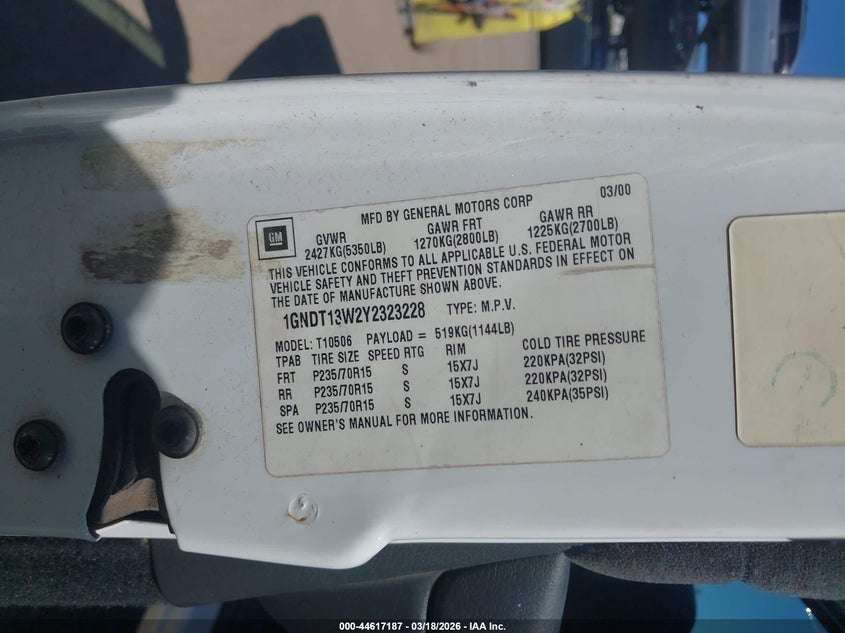 MFD BY GENERAL MOTORS CORP 03/00
GM
GVWR GAWR FRT GAWR RR
2427KG(5350LB) 1270KG(2800LB) 1225KG(2700LB)
THIS VEHICLE CONFORMS TO ALL APPLICABLE U.S. FEDERAL MOTOR
VEHICLE SAFETY AND THEFT PREVENTION STANDARDS IN EFFECT ON
THE DATE OF MANUFACTURE SHOWN ABOVE.
1GNDT13W2Y2323228 TYPE: M.P.V.
MODEL: T10506 PAYLOAD = 519KG(1144LB)
TPAB TIRE SIZE SPEED RTG RIM COLD TIRE PRESSURE
FRT P235/70R15 S 15X7J 220KPA(32PSI)
RR P235/70R15 S 15X7J 220KPA(32PSI)
SPA P235/70R15 S 15X7J 240KPA(35PSI)
SEE OWNER'S MANUAL FOR MORE INFORMATION.
000-44617187 - 03/18/2026 - IAA Inc.